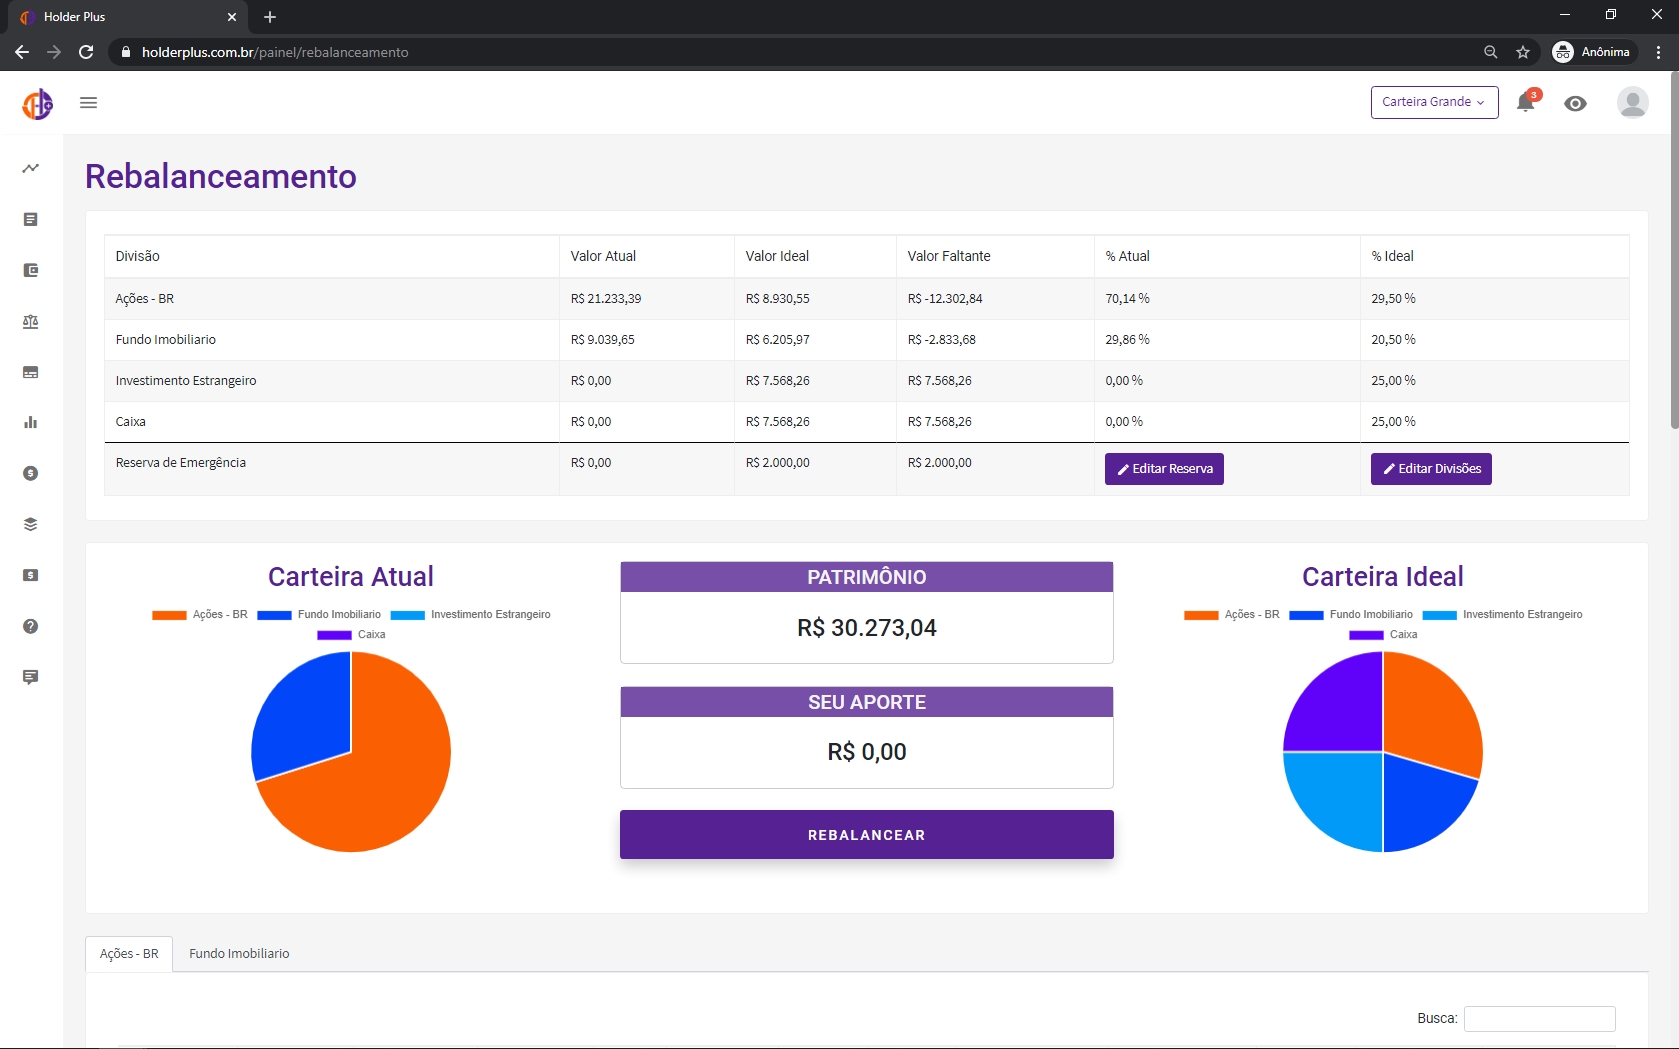 Holder Plus
holderplus.com.br/painel/rebalanceamento
Anônima
Carteira Grande
3
Rebalanceamento
Divisão Valor Atual Valor Ideal Valor Faltante % Atual % Ideal
Ações - BR R$ 21.233,39 R$ 8.930,55 R$ -12.302,84 70,14 % 29,50 %
Fundo Imobiliario R$ 9.039,65 R$ 6.205,97 R$ -2.833,68 29,86 % 20,50 %
Investimento Estrangeiro R$ 0,00 R$ 7.568,26 R$ 7.568,26 0,00 % 25,00 %
Caixa R$ 0,00 R$ 7.568,26 R$ 7.568,26 0,00 % 25,00 %
Reserva de Emergência R$ 0,00 R$ 2.000,00 R$ 2.000,00 Editar Reserva Editar Divisões
Carteira Atual
Ações - BR Fundo Imobiliario Investimento Estrangeiro
Caixa
PATRIMÔNIO
R$ 30.273,04
SEU APORTE
R$ 0,00
REBALANCEAR
Carteira Ideal
Ações - BR Fundo Imobiliario Investimento Estrangeiro
Caixa
Ações - BR Fundo Imobiliario
Busca: